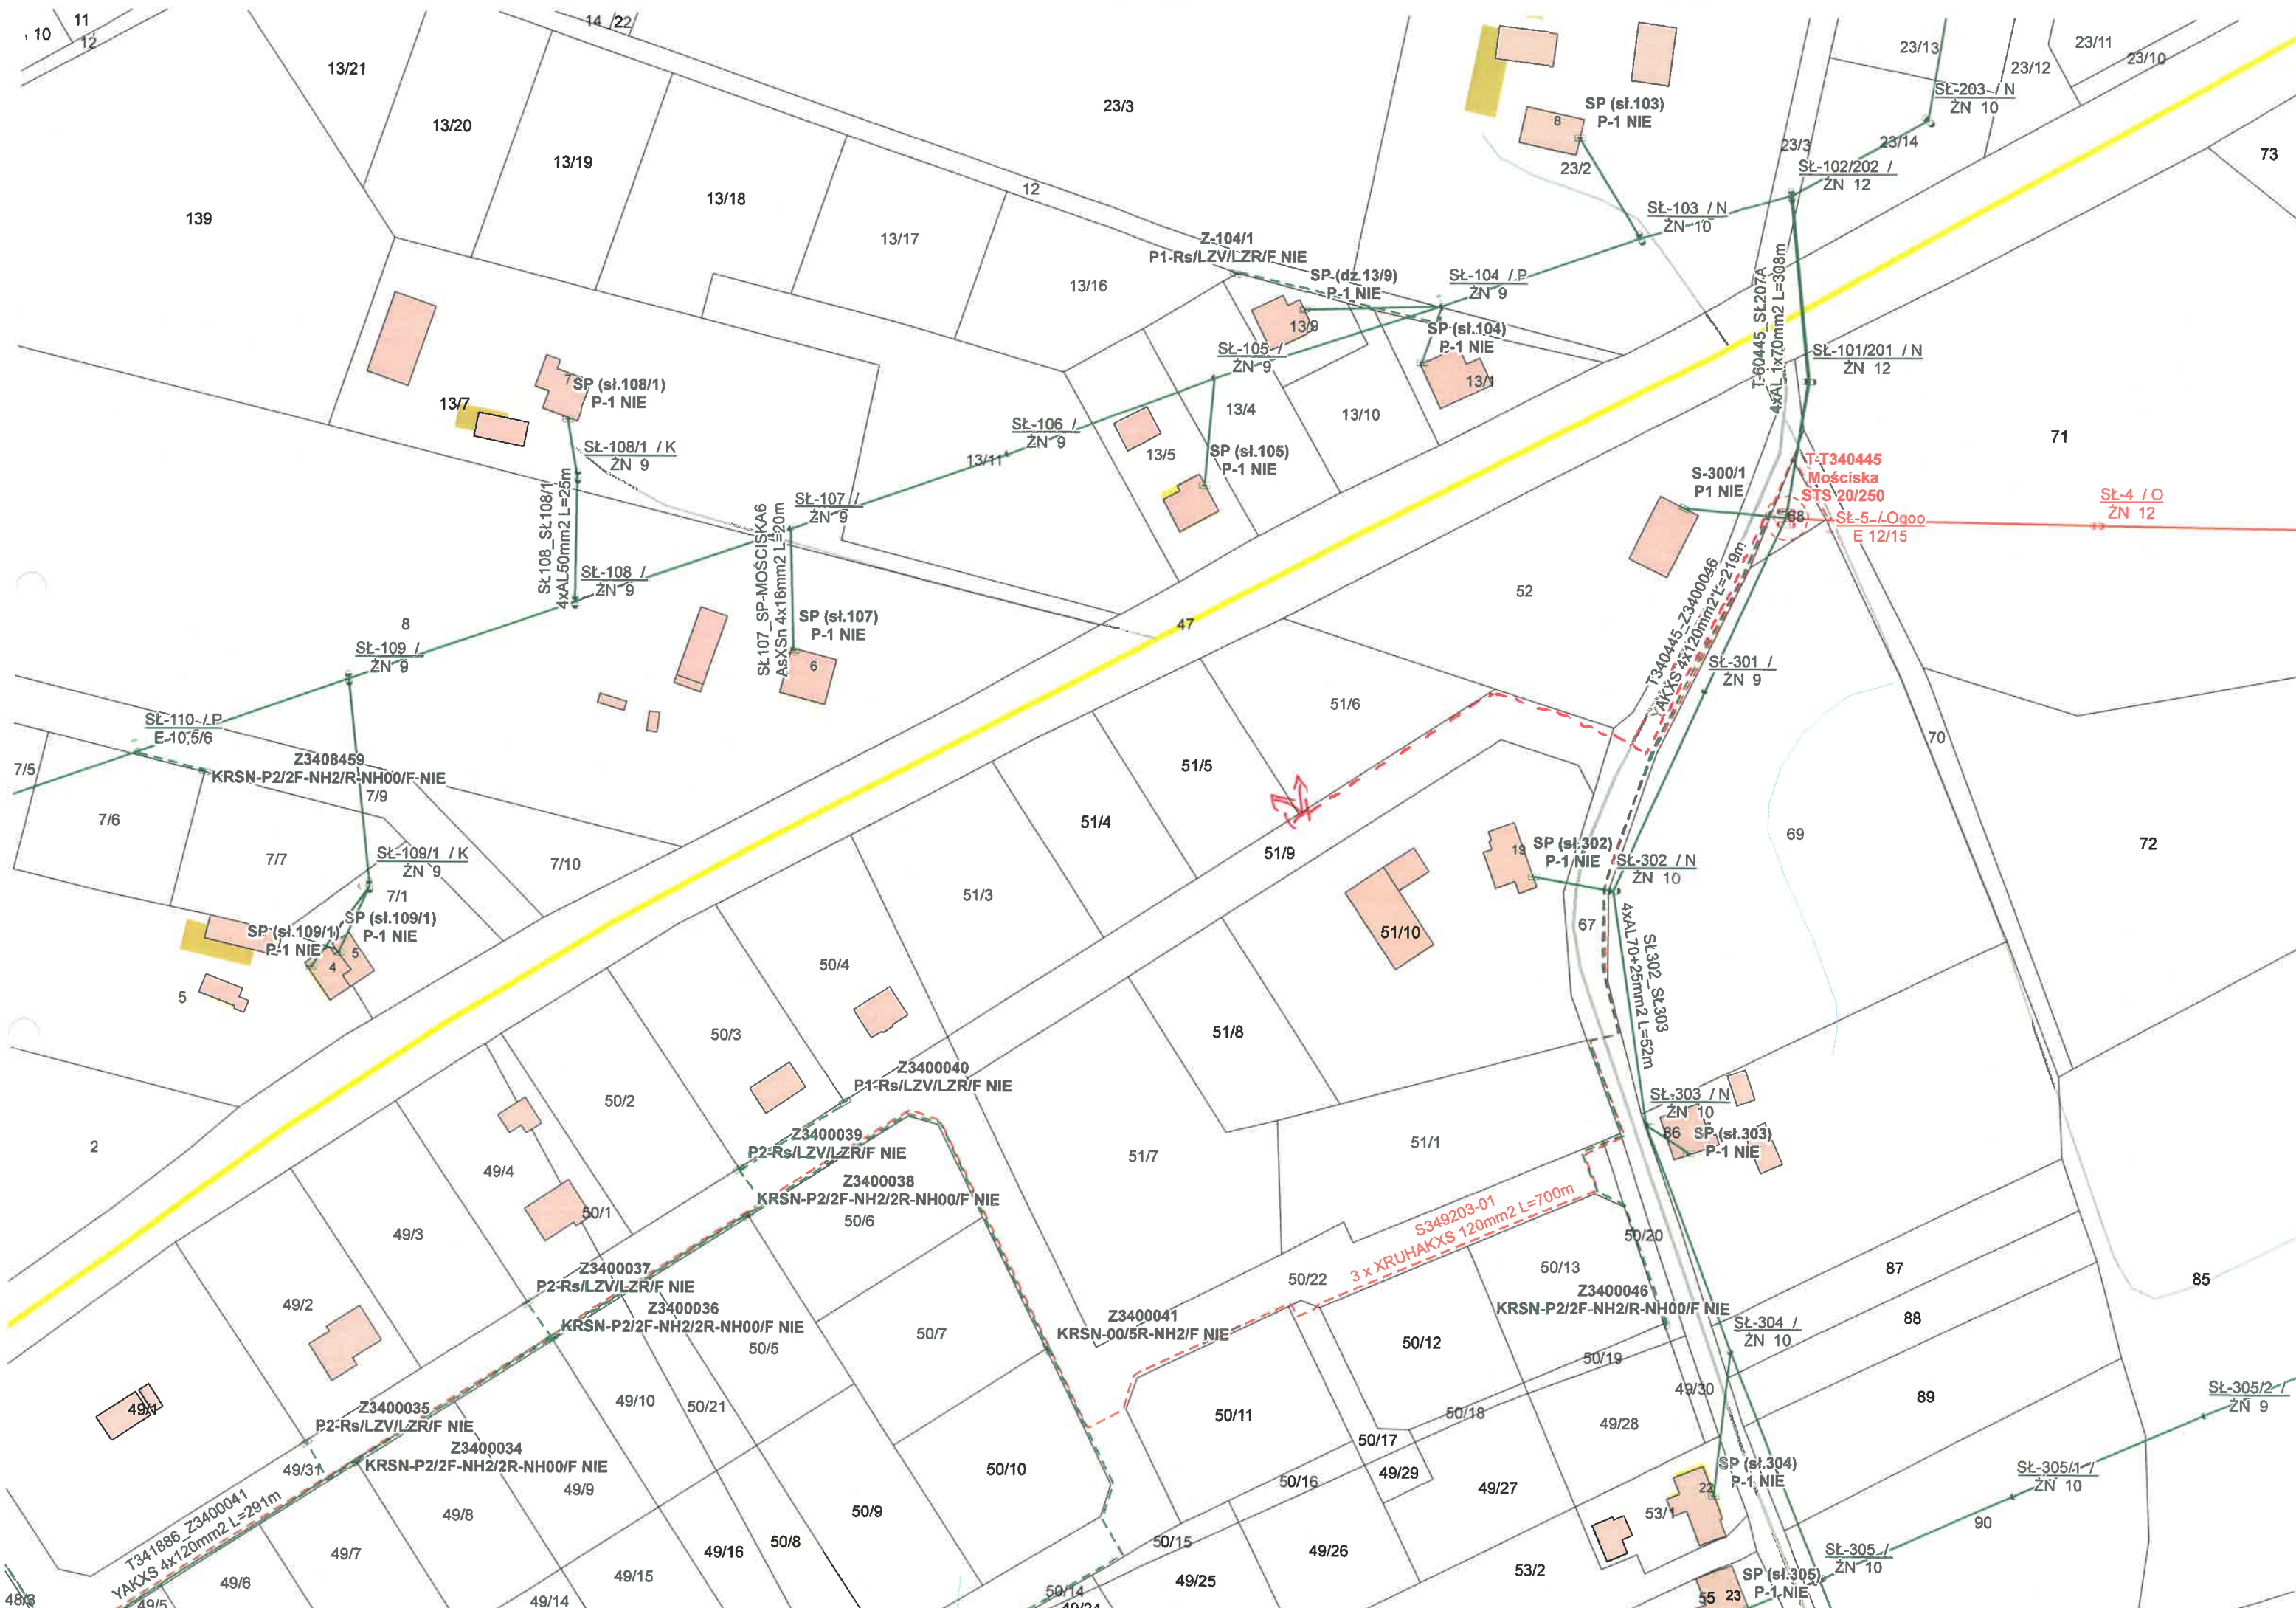 10
11
12
14
22
13/21
13/20
13/19
13/18
13/17
13/16
12
23/3
139
SP (sł.103)
P-1 NIE
8
23/2
23/13
23/12
23/11
23/10
SŁ-203 / N
ŻN 10
23/14
23/3
73
SŁ-102/202 /
ŻN 12
SŁ-103 / N
ŻN 10
Z-104/1
P1-Rs/LZV/LZR/F NIE
SP (dz.13/9)
P-1 NIE
SŁ-104 / P
ŻN 9
13/9
SP (sł.104)
P-1 NIE
13/1
T-60445_SŁ207A
4xAL 1x70mm2 L=308m
SŁ-101/201 / N
ŻN 12
SŁ-105 /
ŻN 9
13/4
13/10
7
SP (sł.108/1)
P-1 NIE
13/7
SŁ-108/1 / K
ŻN 9
SŁ-106 /
ŻN 9
13/11
13/5
SP (sł.105)
P-1 NIE
71
S-300/1
P1 NIE
T-T340445
Mościska
STS 20/250
68
SŁ-5 / Ogoo
E 12/15
SŁ-4 / O
ŻN 12
SŁ108_SŁ108/1
4xAL50mm2 L=25m
SŁ-107 /
ŻN 9
SŁ107_SP-MOŚCISKA6
AsXSn 4x16mm2 L=20m
SŁ-108 /
ŻN 9
SP (sł.107)
P-1 NIE
6
8
47
52
SŁ-109 /
ŻN 9
T340445_Z3400046
YAKXS 4x120mm2 L=219m
SŁ-301 /
ŻN 9
SŁ-110 / P
E-10,5/6
Z3408459
KRSN-P2/2F-NH2/R-NH00/F NIE
7/5
7/9
7/6
7/7
7/10
51/6
51/5
51/4
51/9
51/3
70
69
72
SŁ-109/1 / K
ŻN 9
7/1
SP (sł.109/1)
P-1 NIE
SP (sł.109/1)
P-1 NIE
4
5
5
19
SP (sł.302)
P-1 NIE
SŁ-302 / N
ŻN 10
51/10
67
SŁ302_SŁ303
4xAL70+25mm2 L=52m
50/4
50/3
50/2
51/8
Z3400040
P1-Rs/LZV/LZR/F NIE
Z3400039
P2-Rs/LZV/LZR/F NIE
Z3400038
KRSN-P2/2F-NH2/2R-NH00/F NIE
50/6
51/7
51/1
SŁ-303 / N
ŻN 10
86
SP (sł.303)
P-1 NIE
2
49/4
50/1
49/3
49/2
49/1
Z3400037
P2-Rs/LZV/LZR/F NIE
Z3400036
KRSN-P2/2F-NH2/2R-NH00/F NIE
50/5
50/7
S349203-01
3 x XRUHAKXS 120mm2 L=700m
50/22
50/20
50/13
Z3400046
KRSN-P2/2F-NH2/R-NH00/F NIE
Z3400041
KRSN-00/5R-NH2/F NIE
87
85
88
89
SŁ-304 /
ŻN 10
50/12
50/19
49/30
49/28
50/11
50/18
50/17
50/16
49/29
49/27
SŁ-305/2 /
ŻN 9
Z3400035
P2-Rs/LZV/LZR/F NIE
Z3400034
KRSN-P2/2F-NH2/2R-NH00/F NIE
49/31
49/10
50/21
49/9
49/8
49/7
49/6
49/5
48/3
T341886_Z3400041
YAKXS 4x120mm2 L=291m
50/10
50/9
50/8
49/16
49/15
49/14
50/15
50/14
49/26
49/25
53/2
53/1
22
SP (sł.304)
P-1 NIE
SŁ-305/1 /
ŻN 10
90
SŁ-305 /
ŻN 10
SP (sł.305)
P-1 NIE
55
23